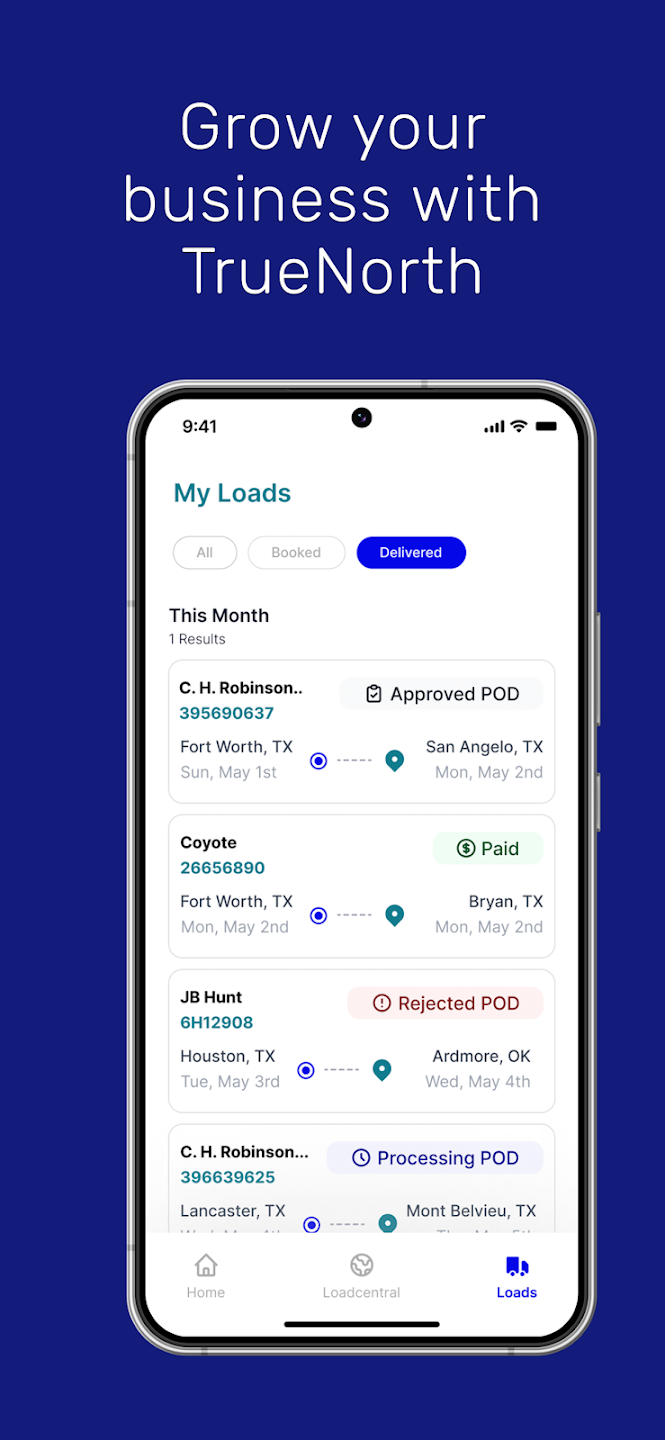 Grow your
business with
TrueNorth
9:41
My Loads
All
Booked
Delivered
This Month
1 Results
C. H. Robinson..
Approved POD
395690637
Fort Worth, TX
San Angelo, TX
Sun, May 1st
Mon, May 2nd
Coyote
Paid
26656890
Fort Worth, TX
Bryan, TX
Mon, May 2nd
Mon, May 2nd
JB Hunt
Rejected POD
6H12908
Houston, TX
Ardmore, OK
Tue, May 3rd
Wed, May 4th
C. H. Robinson...
Processing POD
396639625
Lancaster, TX
Mont Belvieu, TX
Home
Loadcentral
Loads